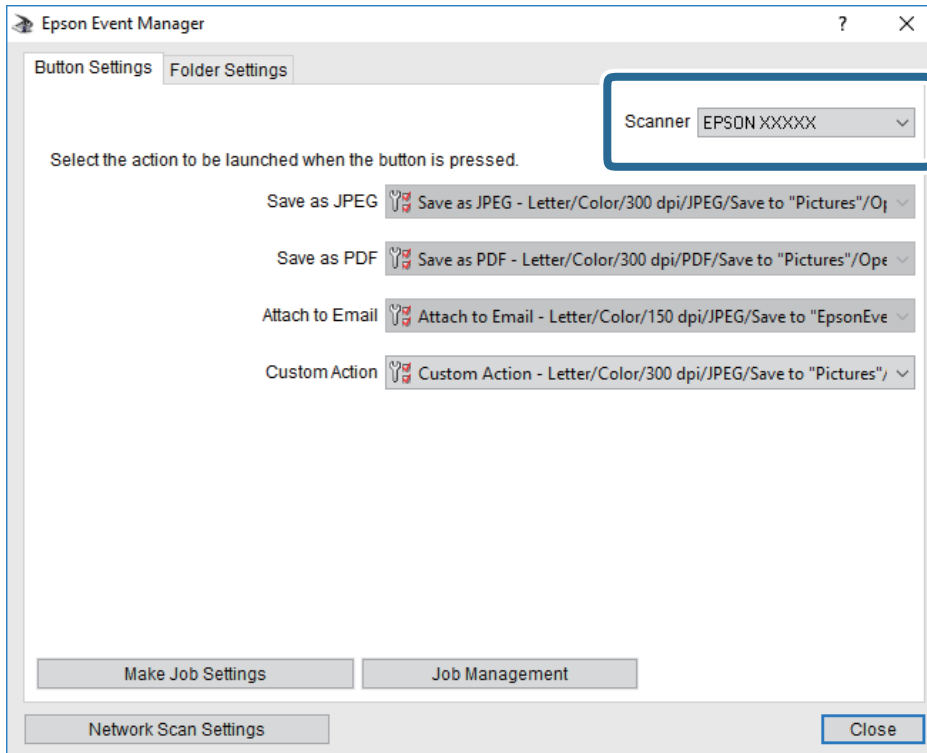 Epson Event Manager
?
Button Settings Folder Settings
Scanner EPSON XXXXX
Select the action to be launched when the button is pressed.
Save as JPEG Save as JPEG - Letter/Color/300 dpi/JPEG/Save to "Pictures"/Op
Save as PDF Save as PDF - Letter/Color/300 dpi/PDF/Save to "Pictures"/Ope
Attach to Email Attach to Email - Letter/Color/150 dpi/JPEG/Save to "EpsonEve
Custom Action Custom Action - Letter/Color/300 dpi/JPEG/Save to "Pictures"/
Make Job Settings Job Management
Network Scan Settings Close